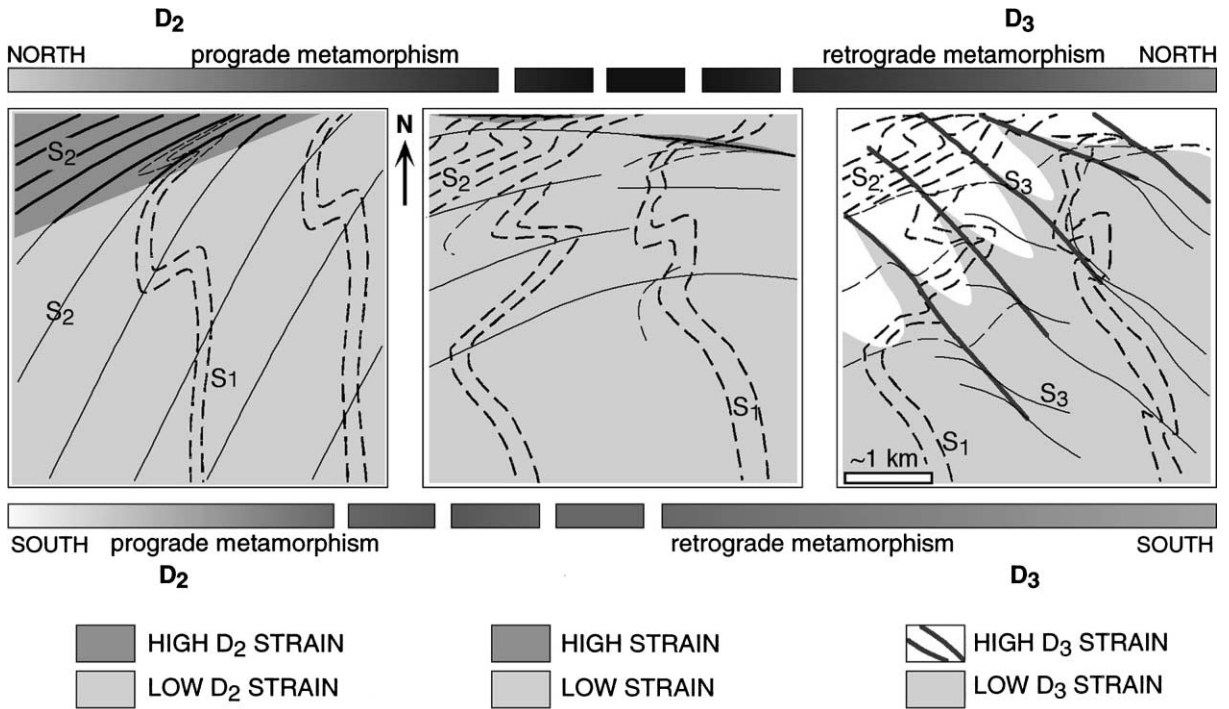 D2 D3
NORTH prograde metamorphism retrograde metamorphism NORTH
N
S2
S2
S1
S2
S1
S2
S3
S3
S1
~1 km
SOUTH prograde metamorphism retrograde metamorphism SOUTH
D2 D3
HIGH D2 STRAIN HIGH STRAIN HIGH D3 STRAIN
LOW D2 STRAIN LOW STRAIN LOW D3 STRAIN